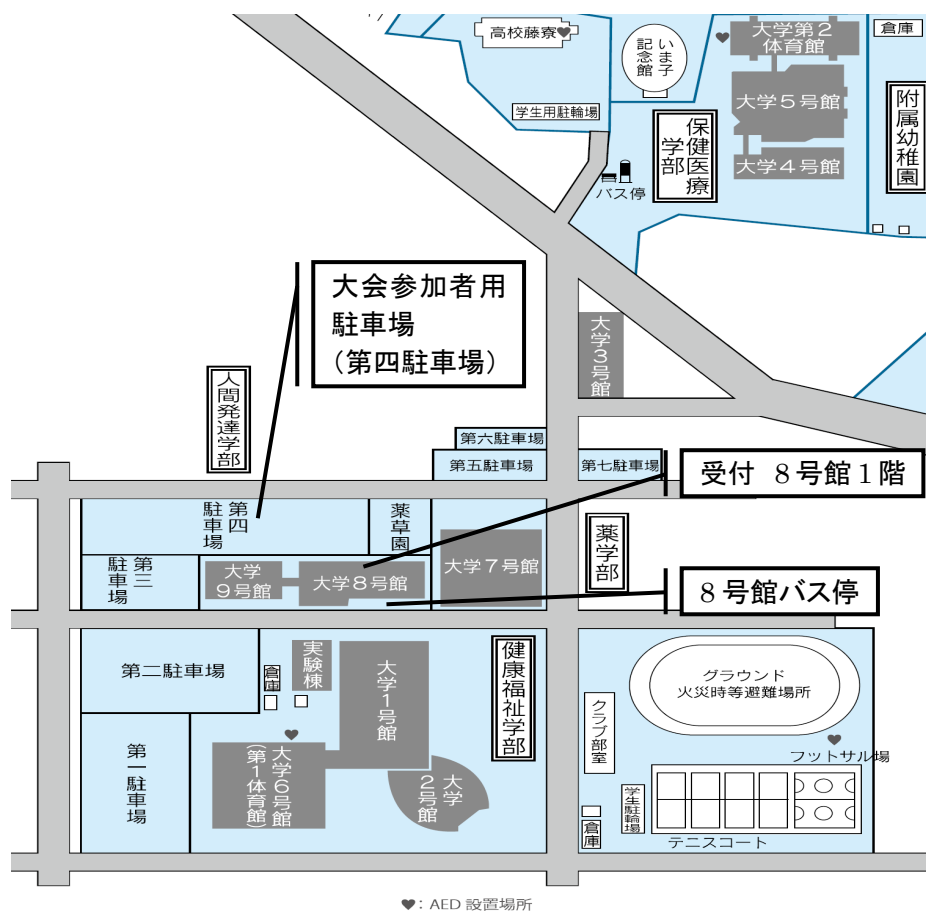 高校藤寮
いま子
記念館
大学第2
体育館
倉庫
大学5号館
附属幼稚園
学生用駐輪場
保健医療
学部
大学4号館
バス停
大会参加者用
駐車場
(第四駐車場)
大学3号館
人間発達学部
第六駐車場
第五駐車場
第七駐車場
受付 8号館1階
第四
駐車場
薬草園
薬学部
第三
駐車場
大学
9号館
大学8号館
大学7号館
8号館バス停
第二駐車場
倉庫
実験棟
大学1号館
健康福祉学部
グラウンド
火災時等避難場所
クラブ部室
第一駐車場
大学6号館
(第1体育館)
大学
2号館
フットサル場
学生駐輪場
倉庫
テニスコート
♥: AED 設置場所